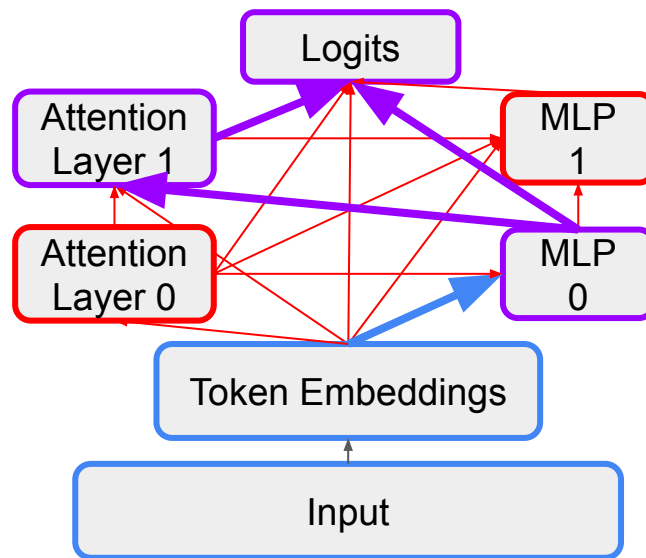 Logits
Attention
Layer 1
MLP
1
Attention
Layer 0
MLP
0
Token Embeddings
Input